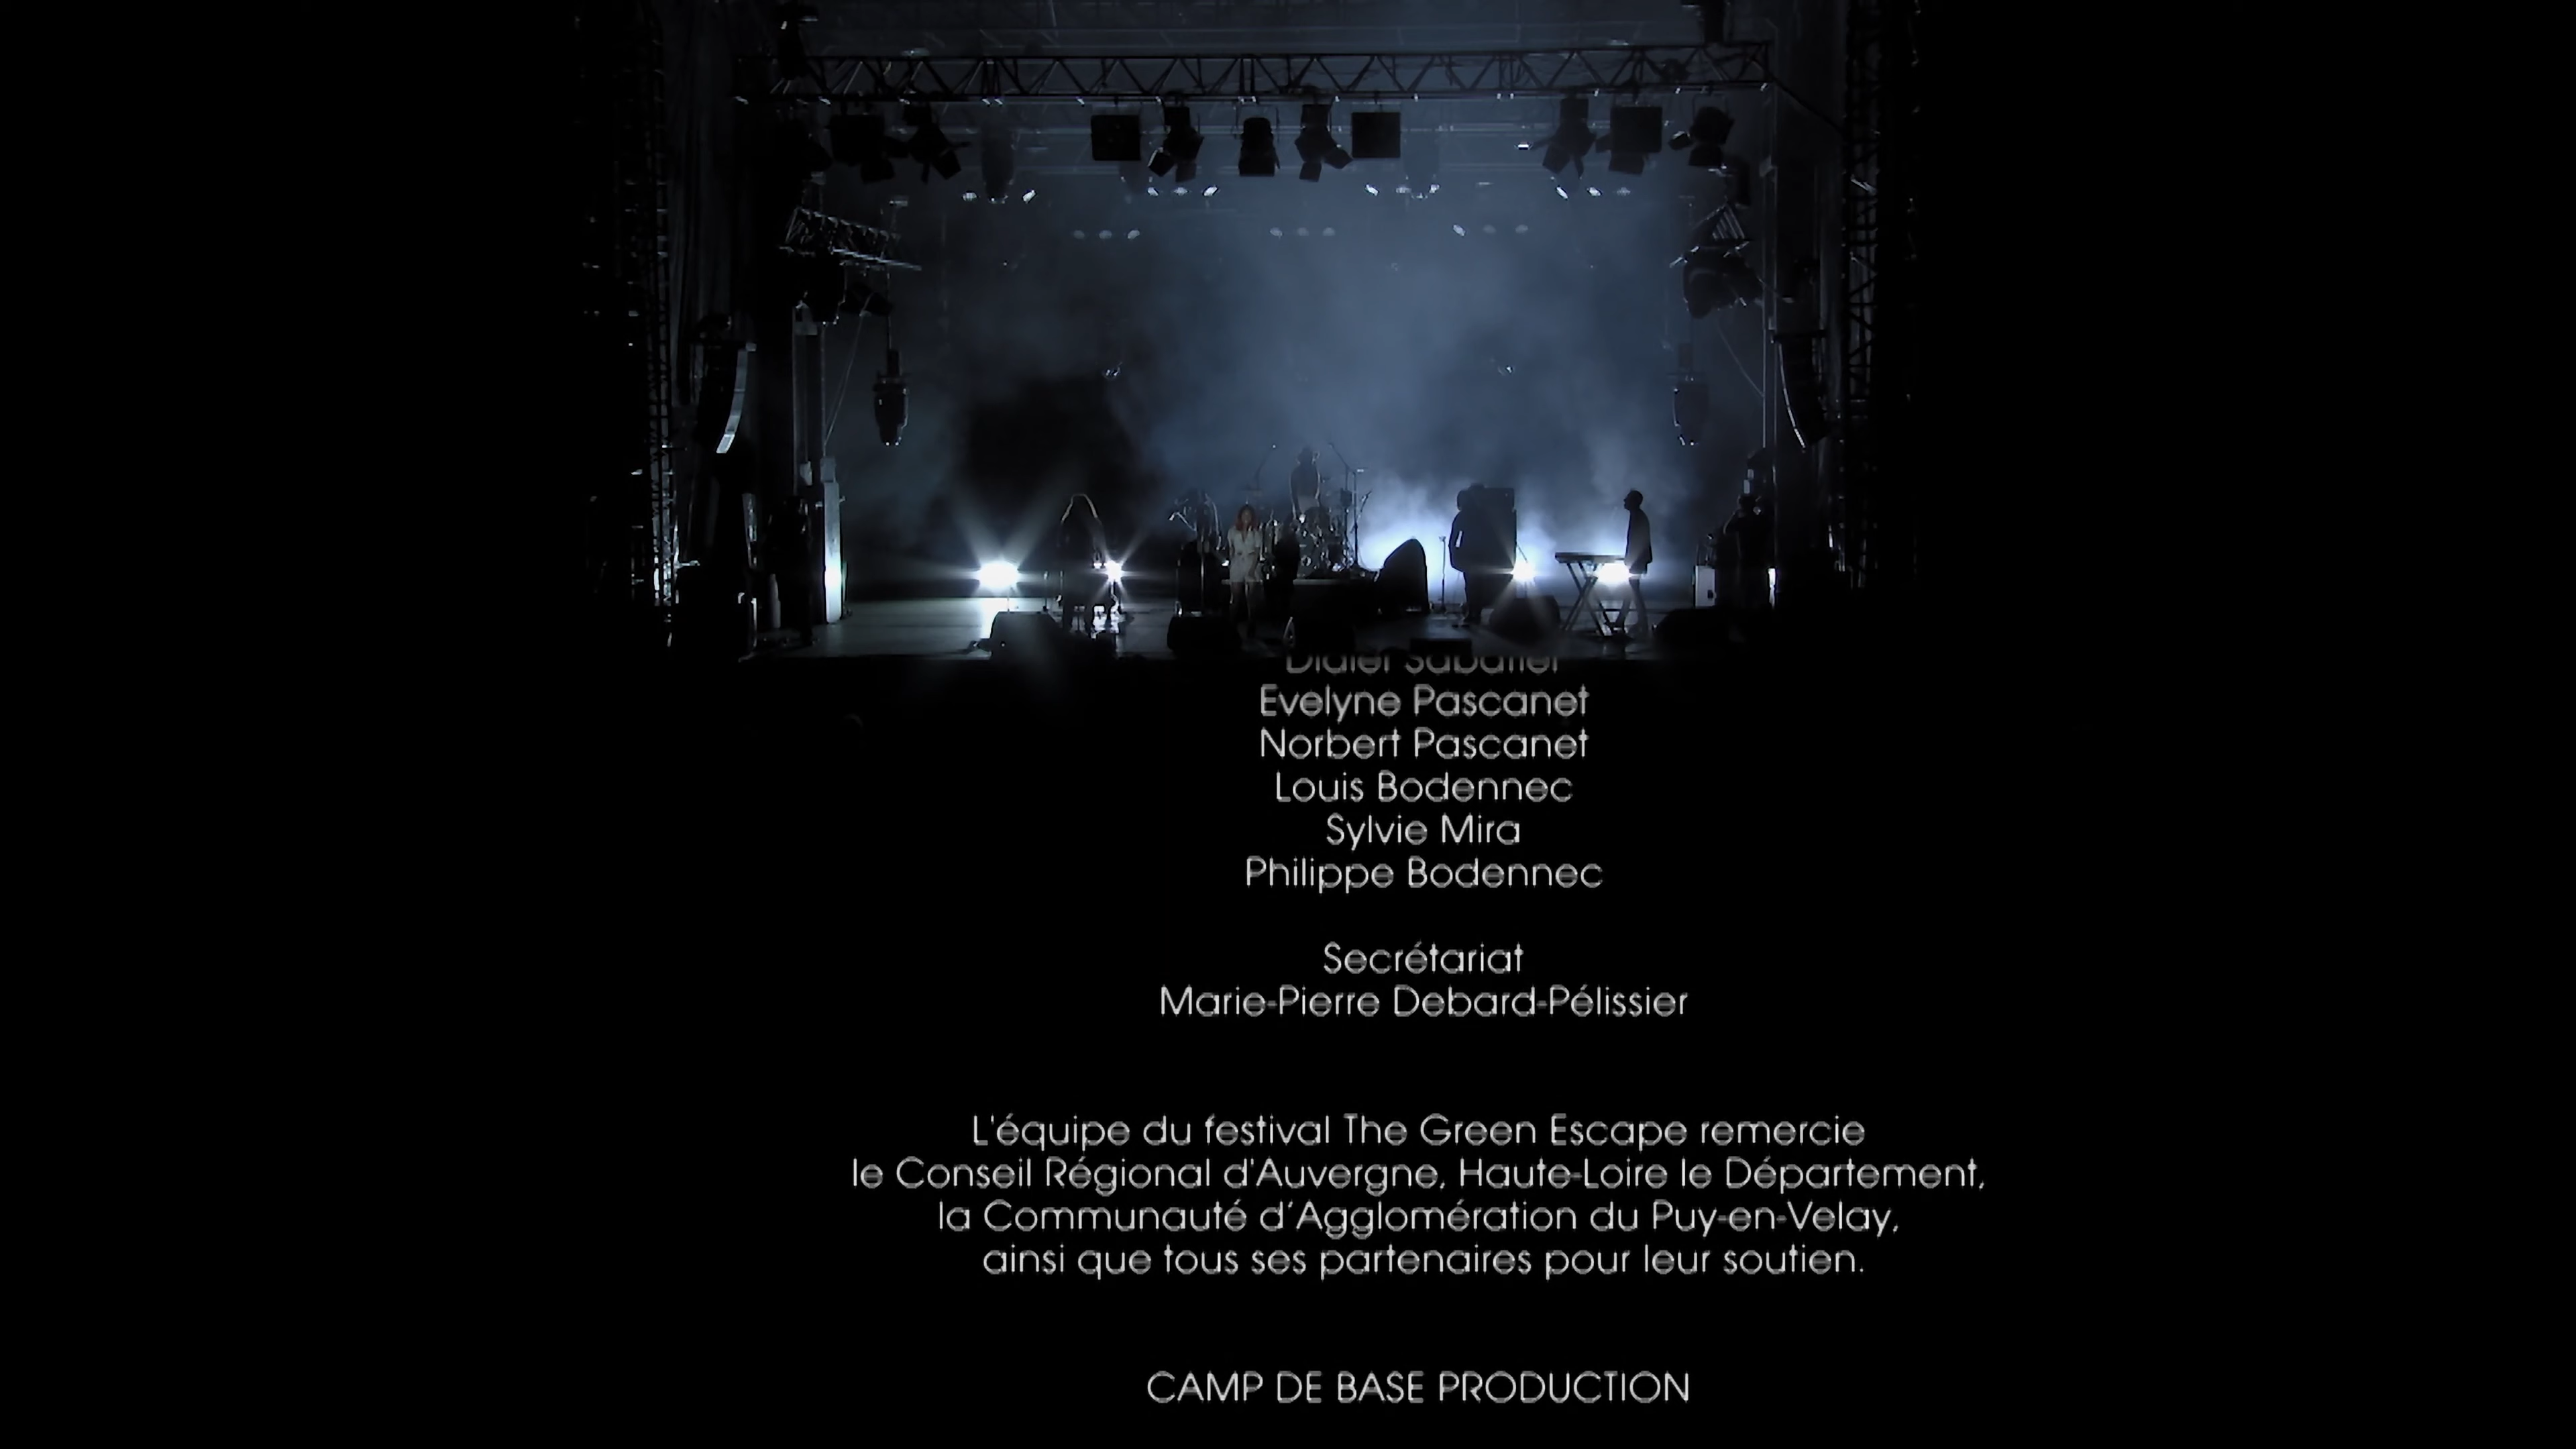 Didier Sabatier
Evelyne Pascanet
Norbert Pascanet
Louis Bodennec
Sylvie Mira
Philippe Bodennec
Secrétariat
Marie-Pierre Debard-Pélissier
L'équipe du festival The Green Escape remercie
le Conseil Régional d'Auvergne, Haute-Loire le Département,
la Communauté d’Agglomération du Puy-en-Velay,
ainsi que tous ses partenaires pour leur soutien.
CAMP DE BASE PRODUCTION